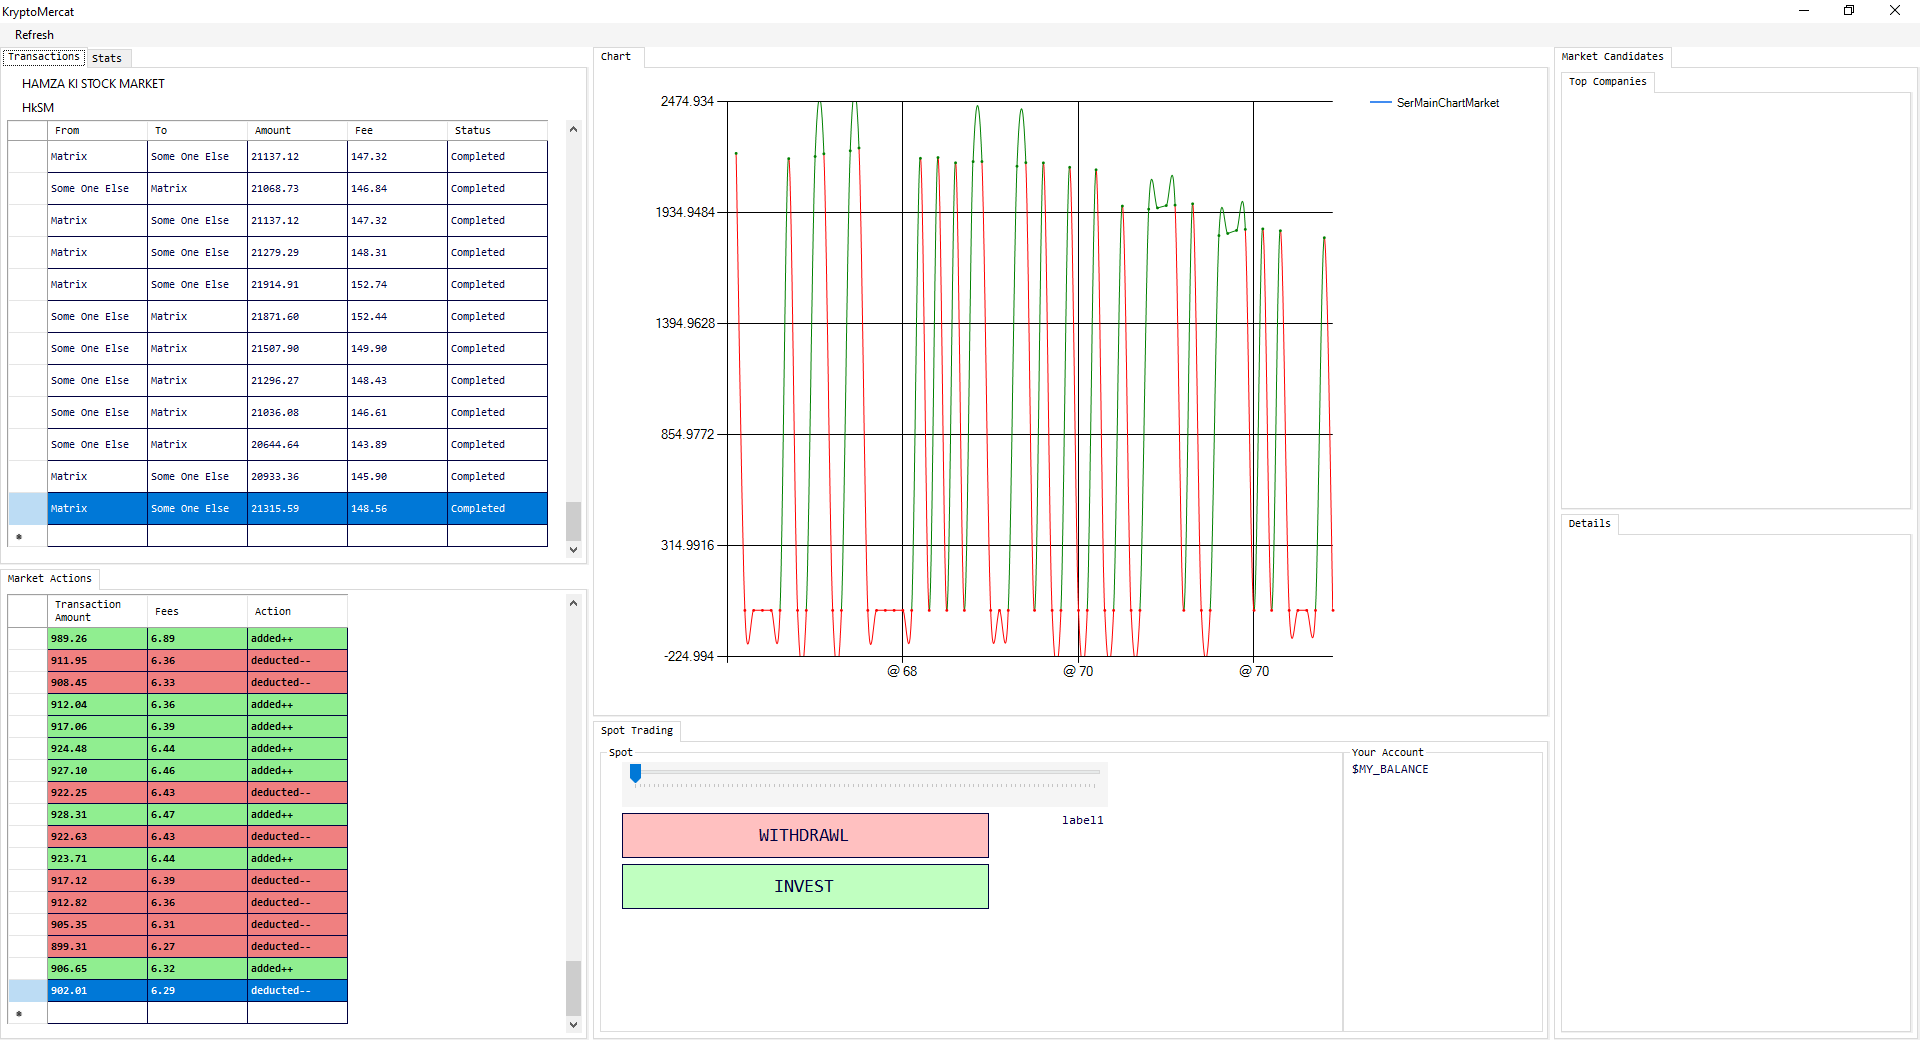 KryptoMercat
Refresh
Transactions Stats
HAMZA KI STOCK MARKET
HkSM
From To Amount Fee Status
Matrix Some One Else 21137.12 147.32 Completed
Some One Else Matrix 21068.73 146.84 Completed
Matrix Some One Else 21137.12 147.32 Completed
Matrix Some One Else 21279.29 148.31 Completed
Matrix Some One Else 21914.91 152.74 Completed
Some One Else Matrix 21871.60 152.44 Completed
Some One Else Matrix 21507.90 149.90 Completed
Some One Else Matrix 21296.27 148.43 Completed
Some One Else Matrix 21036.08 146.61 Completed
Some One Else Matrix 20644.64 143.89 Completed
Matrix Some One Else 20933.36 145.90 Completed
Matrix Some One Else 21315.59 148.56 Completed
Market Actions
Transaction
Amount Fees Action
989.26 6.89 added++
911.95 6.36 deducted--
908.45 6.33 deducted--
912.04 6.36 added++
917.06 6.39 added++
924.48 6.44 added++
927.10 6.46 added++
922.25 6.43 deducted--
928.31 6.47 added++
922.63 6.43 deducted--
923.71 6.44 added++
917.12 6.39 deducted--
912.82 6.36 deducted--
905.35 6.31 deducted--
899.31 6.27 deducted--
906.65 6.32 added++
902.01 6.29 deducted--
Chart
2474.934
1934.9484
1394.9628
854.9772
314.9916
-224.994
@ 68 @ 70 @ 70
SerMainChartMarket
Spot Trading
Spot
label1
WITHDRAWL
INVEST
Your Account
$MY_BALANCE
Market Candidates
Top Companies
Details